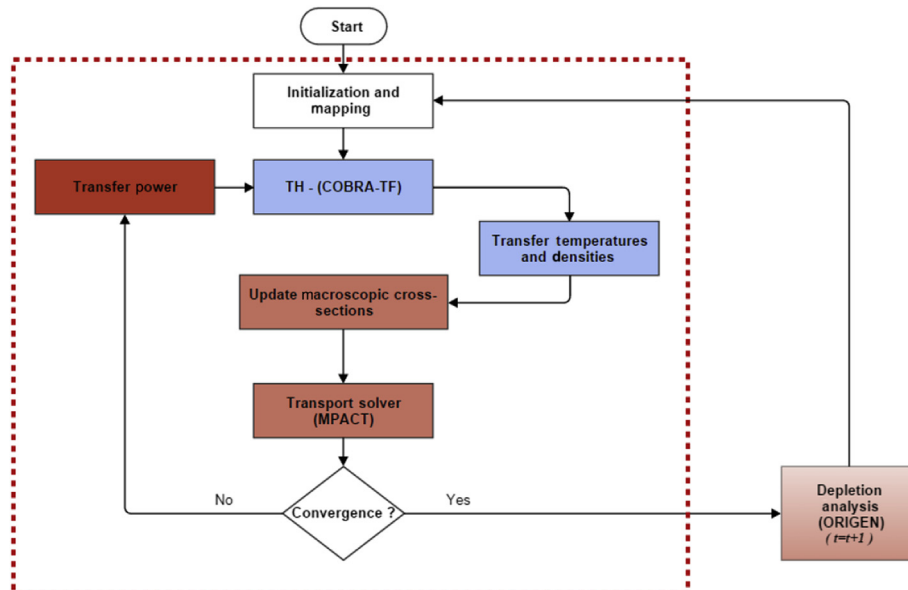 Start
Initialization and
mapping
Transfer power
TH - (COBRA-TF)
Transfer temperatures
and densities
Update macroscopic cross-
sections
Transport solver
(MPACT)
No
Convergence ?
Yes
Depletion
analysis
(ORIGEN)
( t=t+1 )